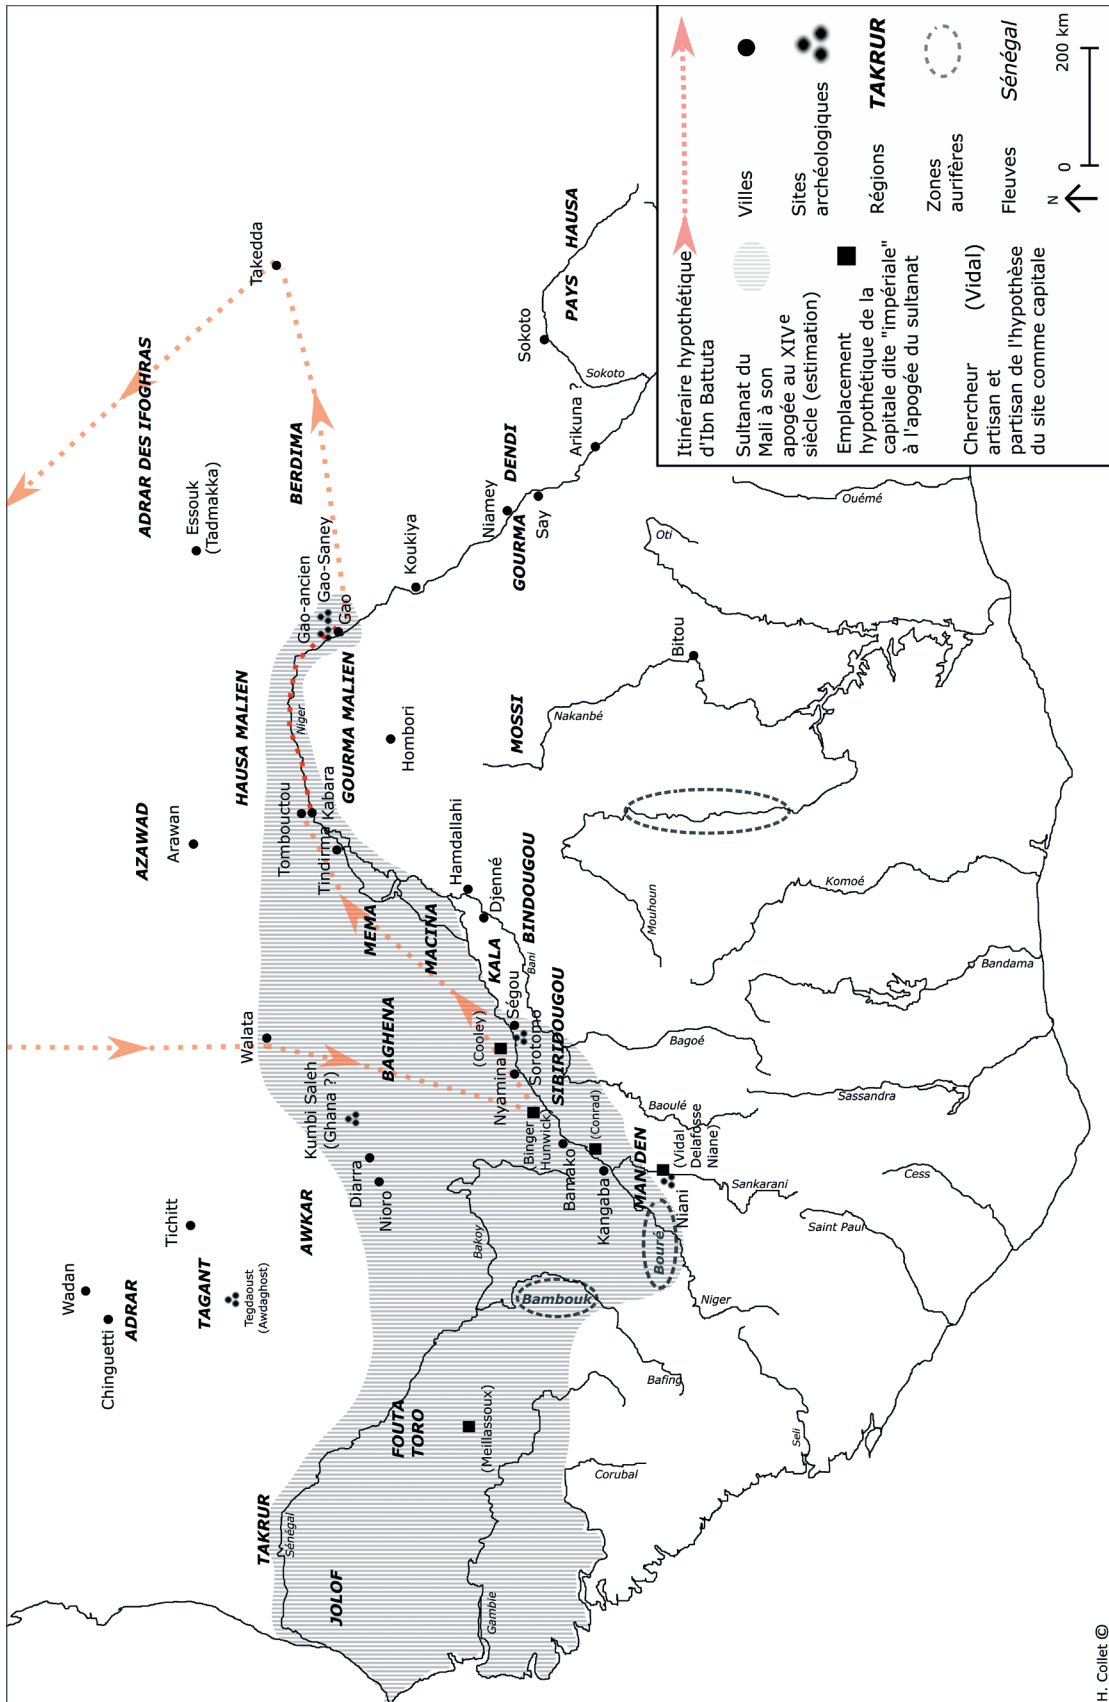 Wadan
Chinguetti
ADRAR
Tichitt
TAGANT
Tegdaoust
(Awdaghost)
AZAWAD
Arawan
ADRAR DES IFOGHRAS
Essouk
(Tadmakka)
Takedda
TAKRUR
Sénégal
JOLOF
AWKAR
Kumbi Saleh
(Ghana ?)
Diarra
Nioro
Walata
BAGHENA
HAUSA MALIEN
Tombouctou
Kabara
Tindirma
Niger
GOURMA MALIEN
Gao-ancien
Gao-Saney
Gao
BERDIMA
FOUTA
TORO
(Meillassoux)
Gambie
Bakoy
Bambouk
Bafing
Corubal
MEMA
MACINA
KALA
Hamdallahi
Djenné
BINDOUGOU
Bani
Hombori
Koukiya
(Cooley)
Ségou
Nyamina
Sorotomo
SIBIRIDOUGOU
Binger
Hunwick)
(Conrad)
Bamako
Kangaba
MANDEN
Bouré
Niani
(Vidal
Delafosse
Niane)
Niger
Sankarani
Baoulé
Bagoé
MOSSI
Nakanbé
Bitou
Mouhoun
Niamey
DENDI
GOURMA
Say
Arikuna ?
Sokoto
Sokoto
PAYS HAUSA
Seli
Saint Paul
Cess
Sassandra
Bandama
Komoé
Oti
Ouémé
Itinéraire hypothétique
d'Ibn Battuta
Sultanat du
Mali à son
apogée au XIVe
siècle (estimation)
Emplacement
hypothétique de la
capitale dite "impériale"
à l'apogée du sultanat
Chercheur (Vidal)
artisan et
partisan de l'hypothèse
du site comme capitale
Villes
Sites
archéologiques
Régions TAKRUR
Zones
aurifères
Fleuves Sénégal
N
0 200 km
H. Collet ©